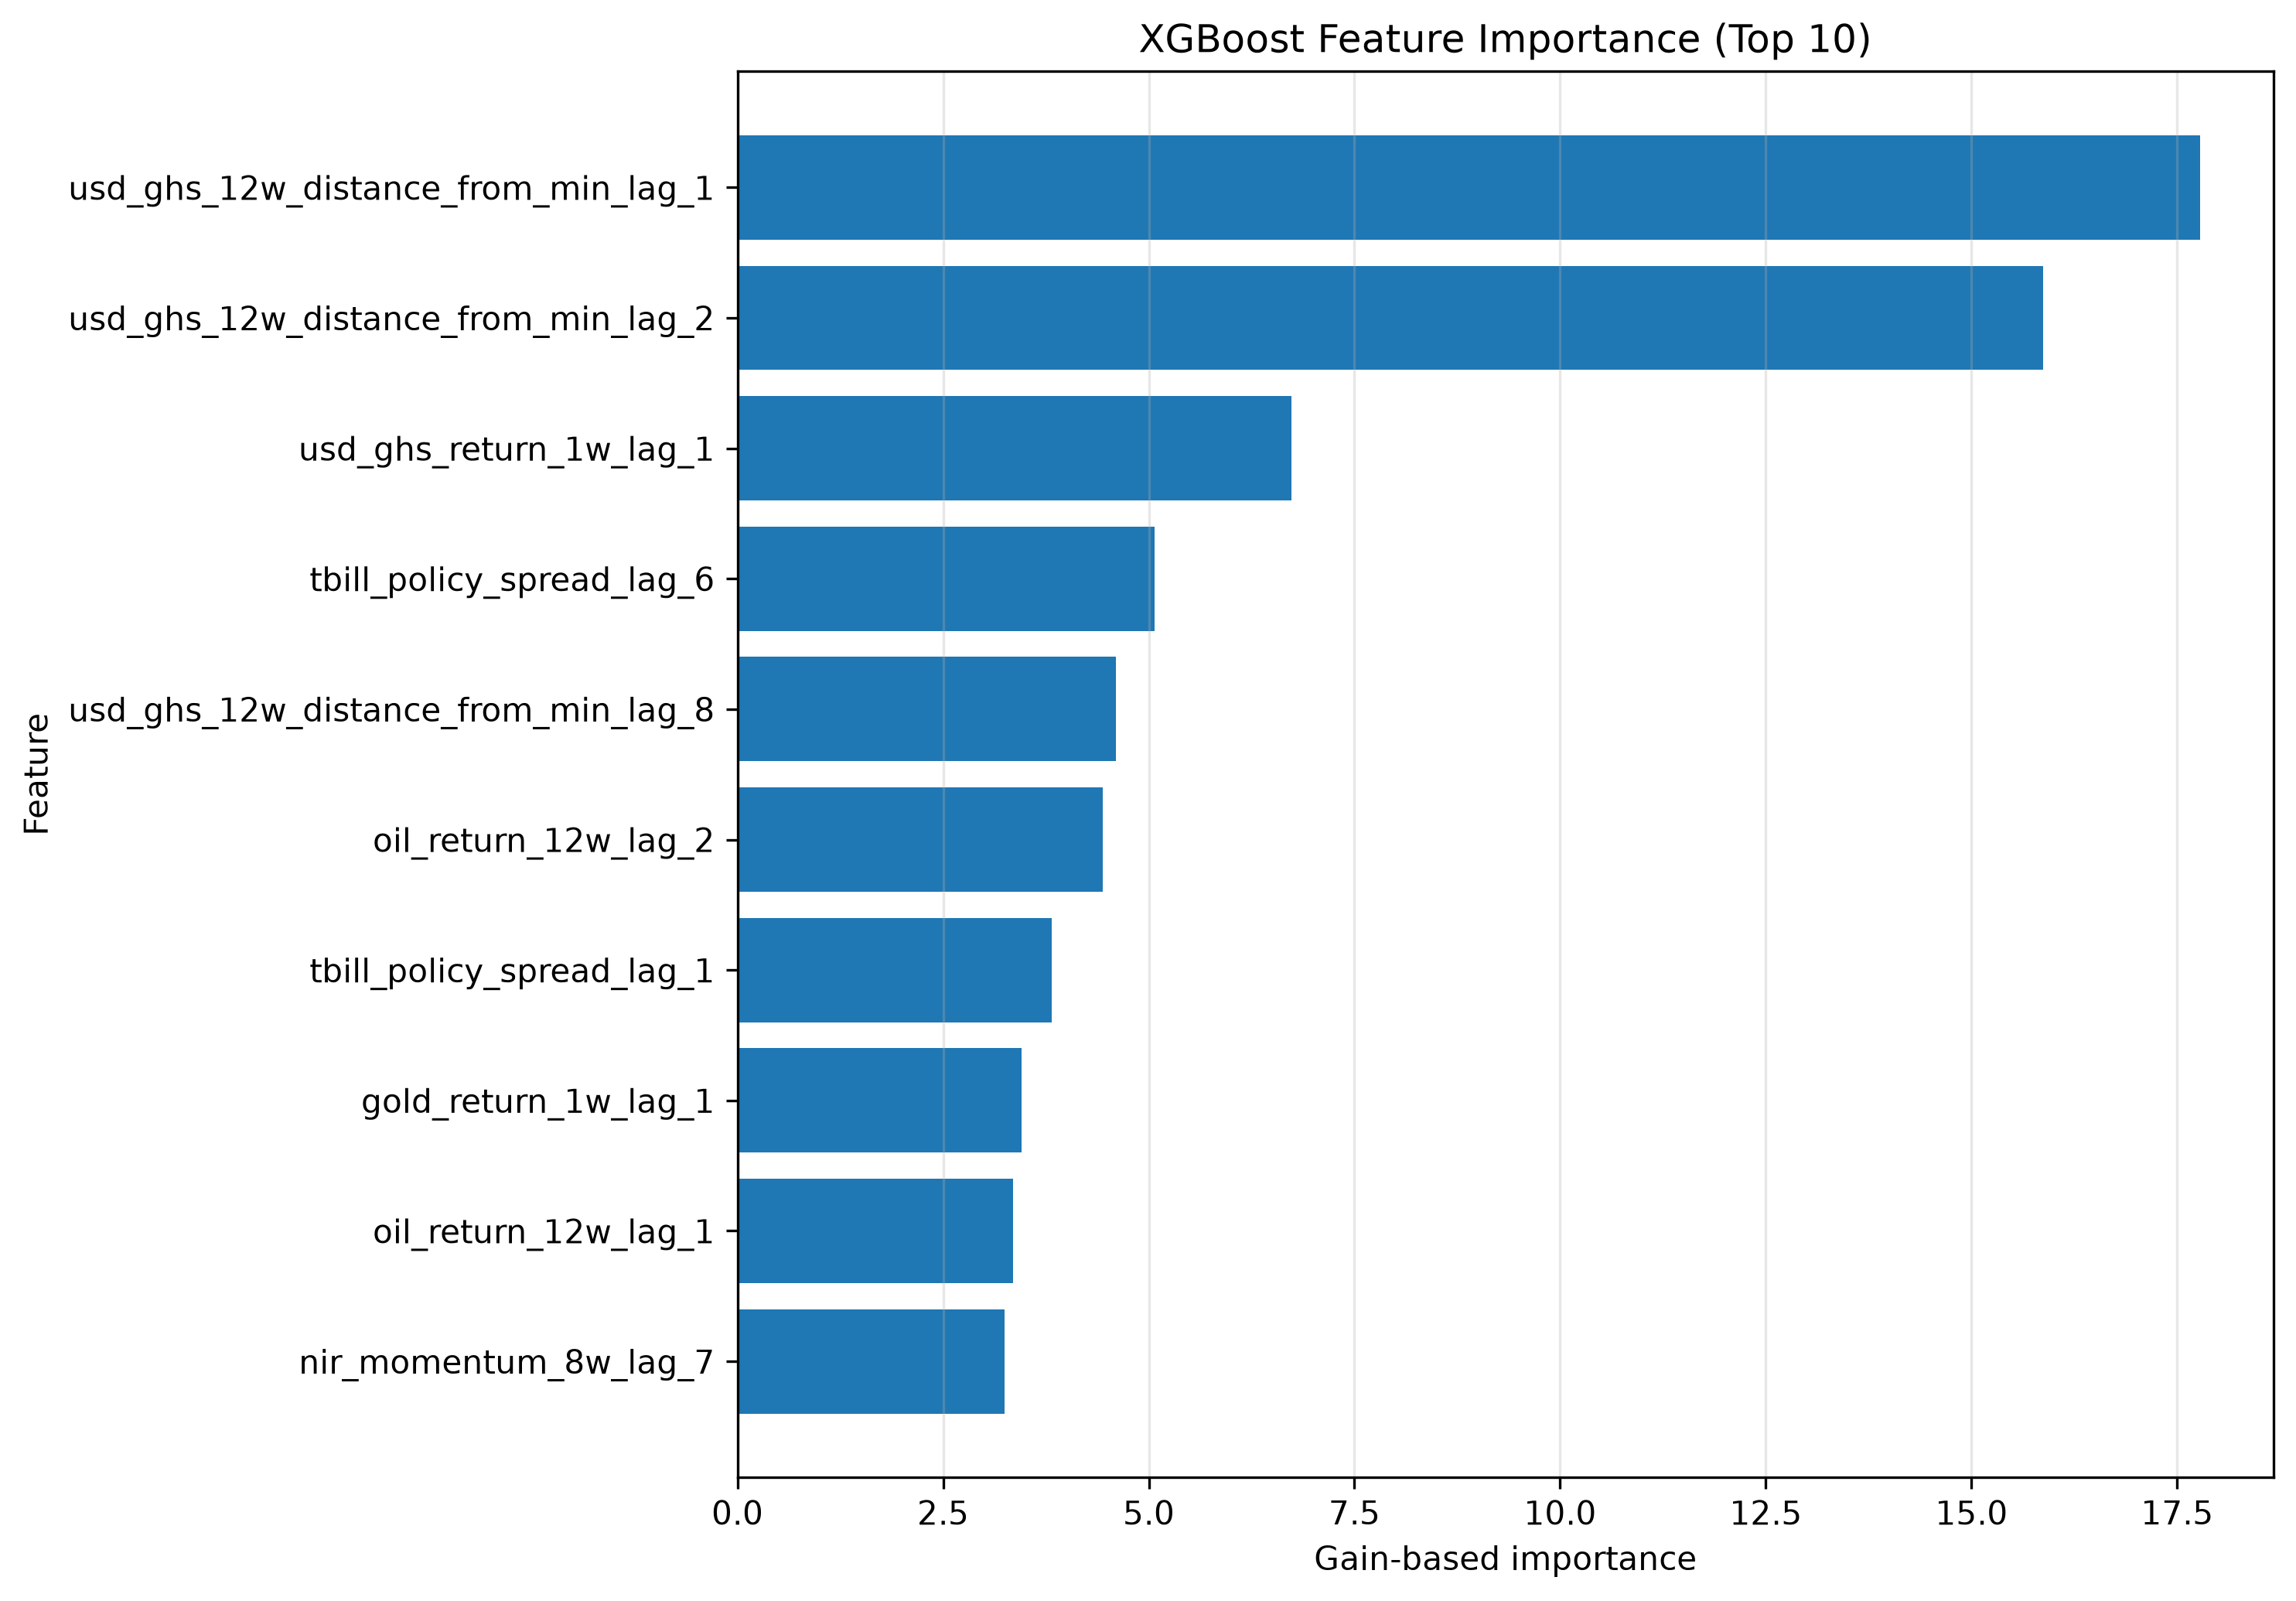 XGBoost Feature Importance (Top 10)
usd_ghs_12w_distance_from_min_lag_1
usd_ghs_12w_distance_from_min_lag_2
usd_ghs_return_1w_lag_1
tbill_policy_spread_lag_6
usd_ghs_12w_distance_from_min_lag_8
oil_return_12w_lag_2
tbill_policy_spread_lag_1
gold_return_1w_lag_1
oil_return_12w_lag_1
nir_momentum_8w_lag_7
Feature
0.0 2.5 5.0 7.5 10.0 12.5 15.0 17.5
Gain-based importance